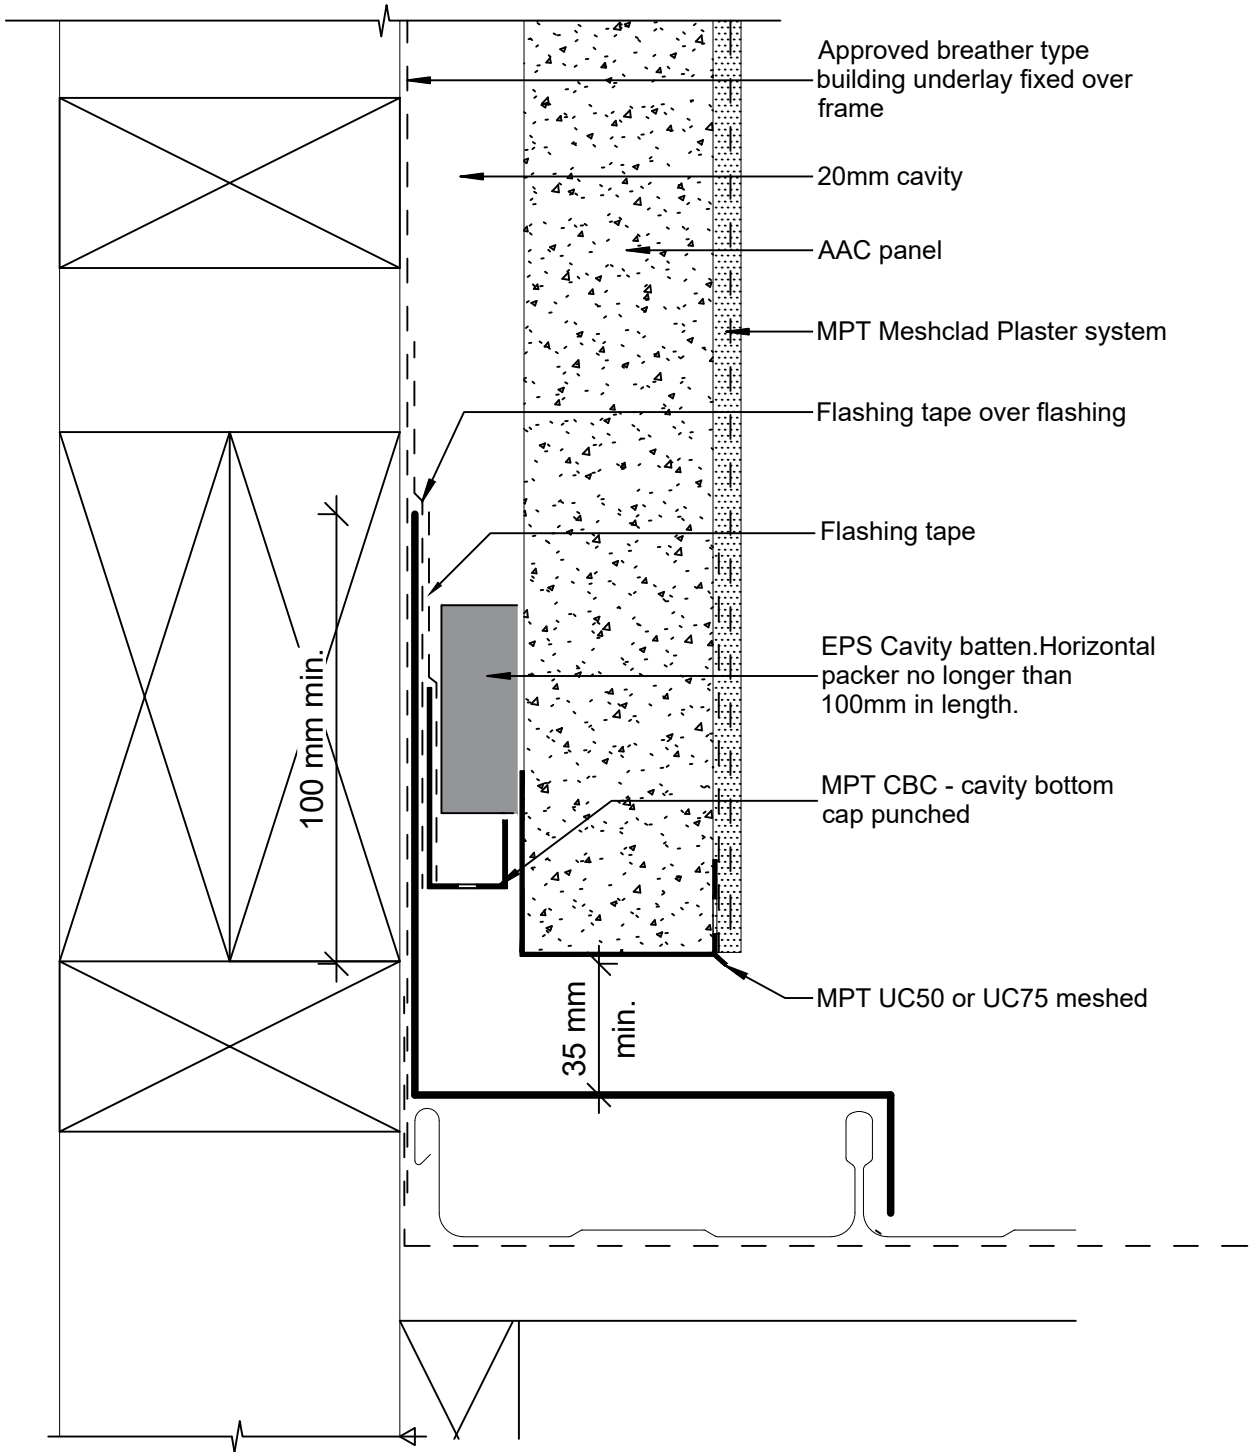 Approved breather type
building underlay fixed over
frame
20mm cavity
AAC panel
MPT Meshclad Plaster system
Flashing tape over flashing
Flashing tape
EPS Cavity batten.Horizontal
packer no longer than
100mm in length.
100 mm min.
MPT CBC - cavity bottom
cap punched
MPT UC50 or UC75 meshed
35 mm
min.